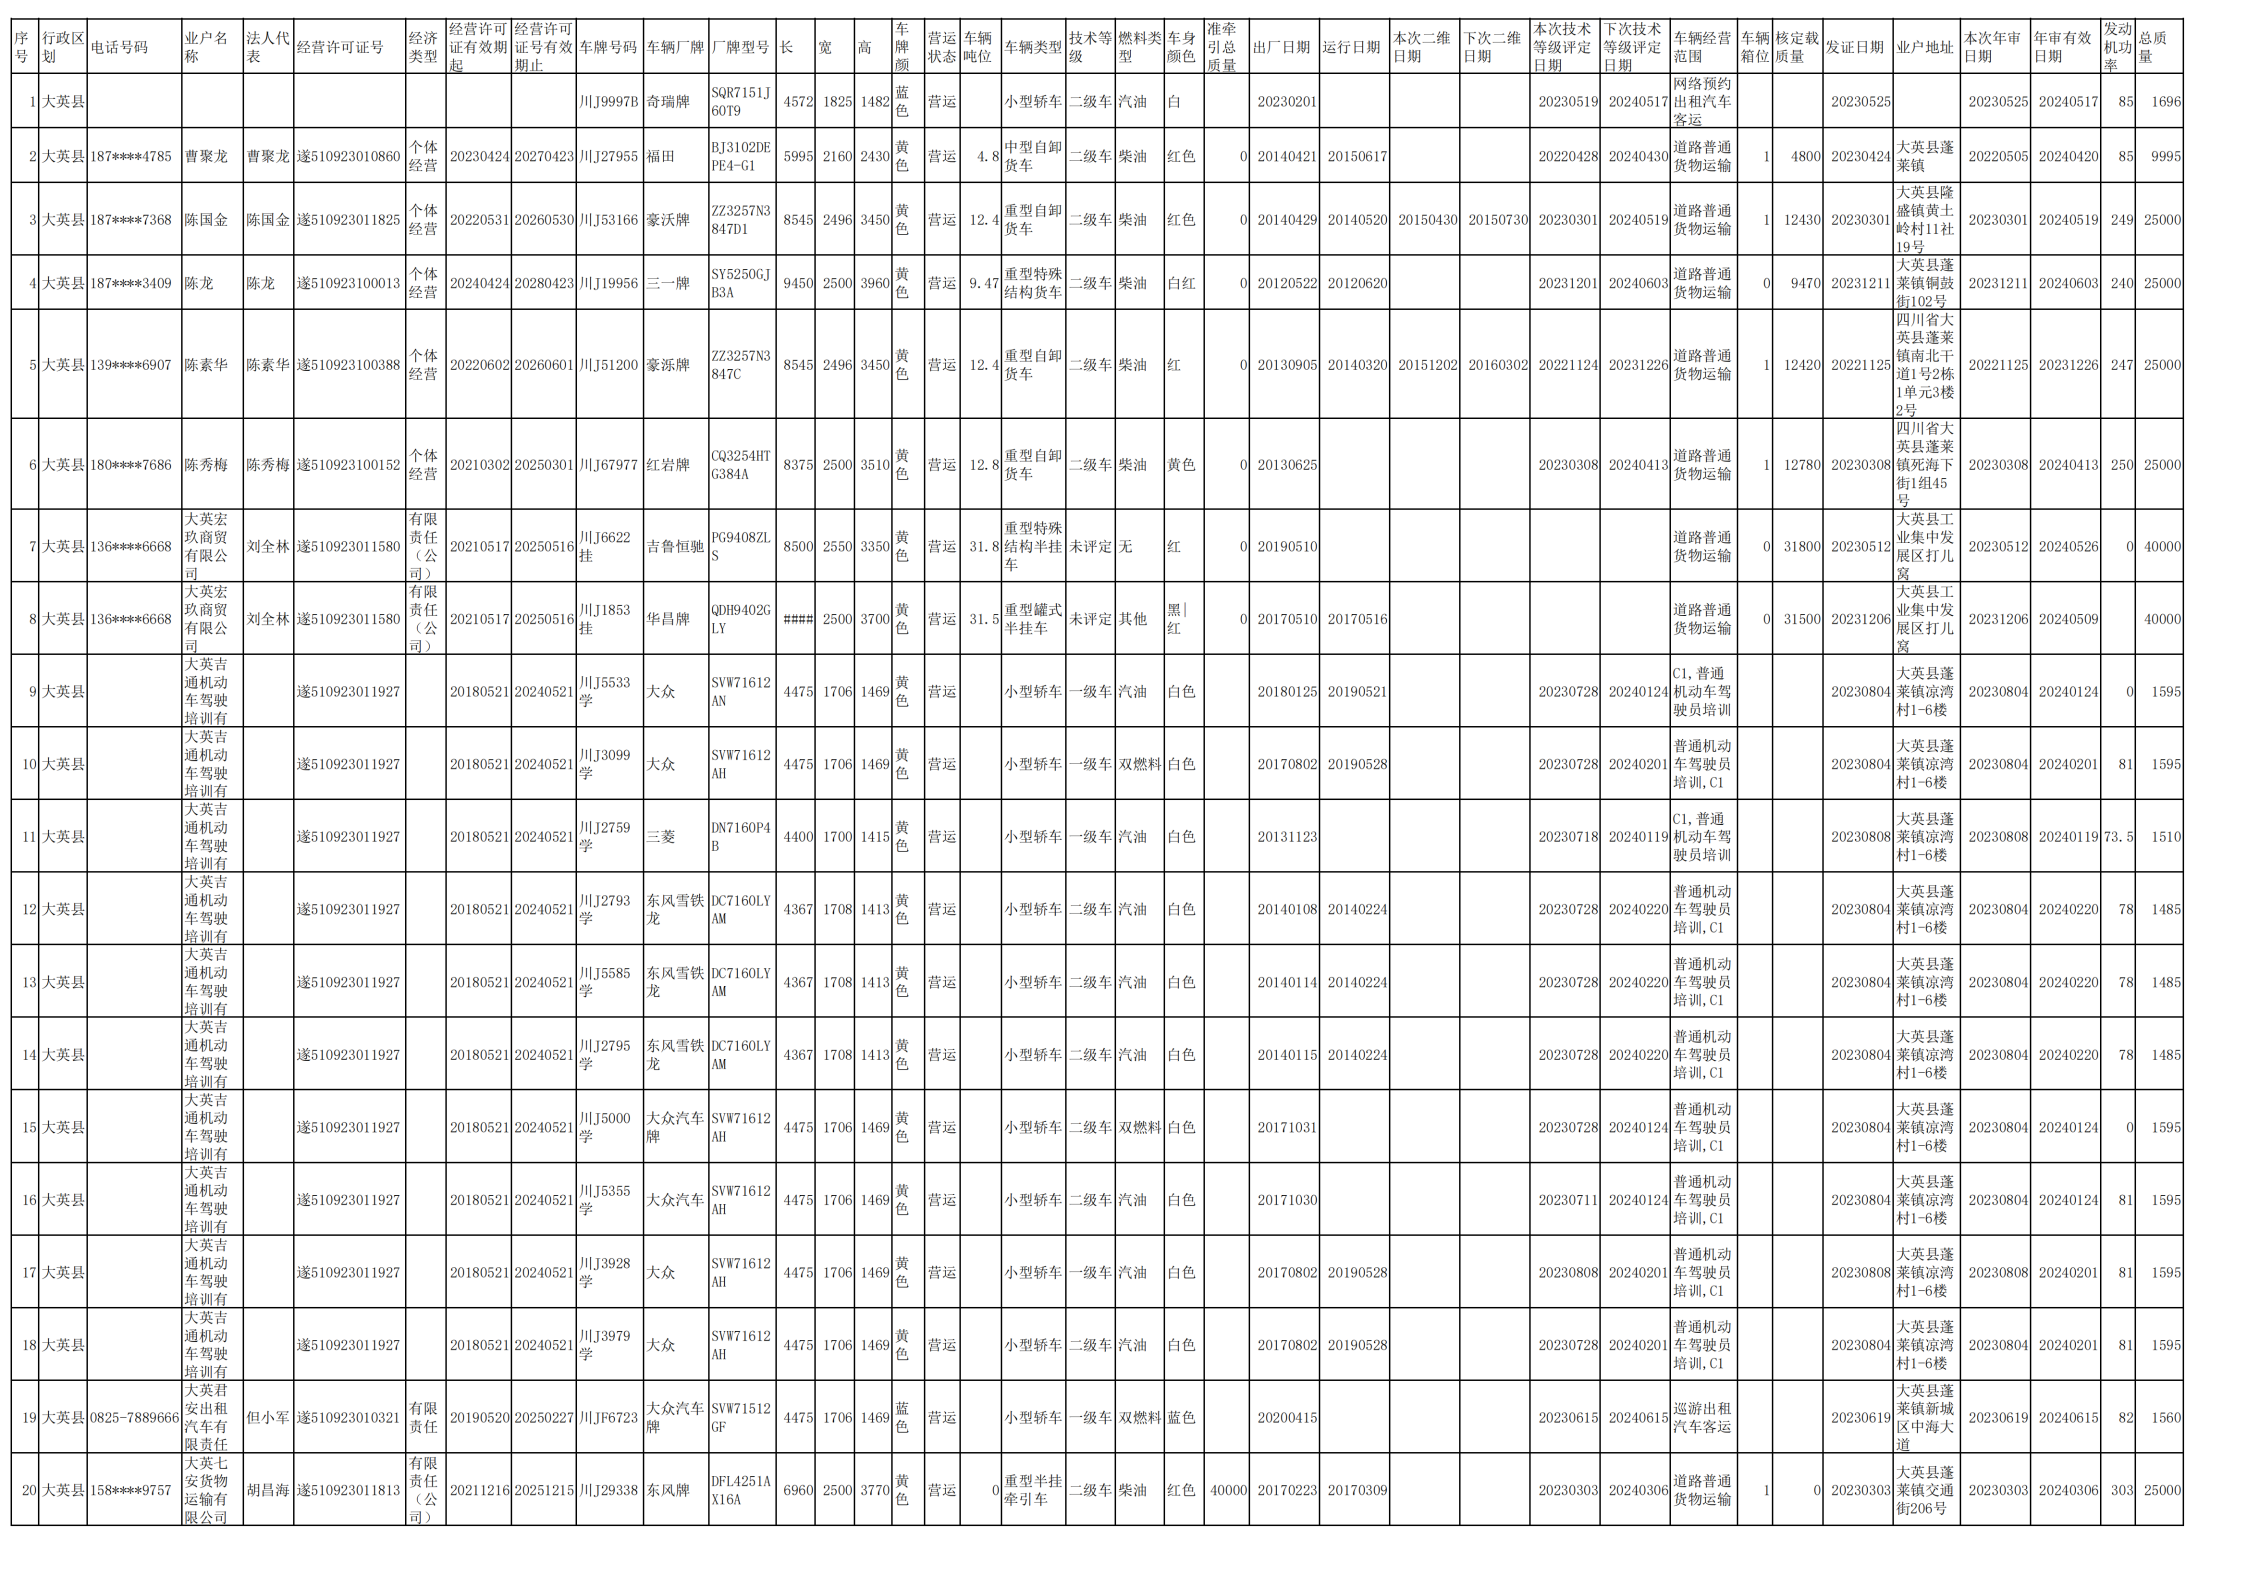 序号 行政区划 电话号码 业户名称 法人代表 经营许可证号 经济类型 经营许可证有效期起 经营许可证号有效期止 车牌号码 车辆厂牌 厂牌型号 长 宽 高 车牌颜 营运状态 车辆吨位 车辆类型 技术等级 燃料类型 车身颜色 准牵引总质量 出厂日期 运行日期 本次二维日期 下次二维日期 本次技术等级评定日期 下次技术等级评定日期 车辆经营范围 车辆箱位 核定载质量 发证日期 业户地址 本次年审日期 年审有效日期 发动机功率 总质量
1 大英县 川J9997B 奇瑞牌 SQR7151J60T9 4572 1825 1482 蓝色 营运 小型轿车 二级车 汽油 白 20230201 20230519 20240517 网络预约出租汽车客运 20230525 20230525 20240517 85 1696
2 大英县 187****4785 曹聚龙 曹聚龙 遂510923010860 个体经营 20230424 20270423 川J27955 福田 BJ3102DEPE4-G1 5995 2160 2430 黄色 营运 4.8 中型自卸货车 二级车 柴油 红色 0 20140421 20150617 20220428 20240430 道路普通货物运输 1 4800 20230424 大英县蓬莱镇 20220505 20240420 85 9995
3 大英县 187****7368 陈国金 陈国金 遂510923011825 个体经营 20220531 20260530 川J53166 豪沃牌 ZZ3257N3847D1 8545 2496 3450 黄色 营运 12.4 重型自卸货车 二级车 柴油 红色 0 20140429 20140520 20150430 20150730 20230301 20240519 道路普通货物运输 1 12430 20230301 大英县隆盛镇黄土岭村11社19号 20230301 20240519 249 25000
4 大英县 187****3409 陈龙 陈龙 遂510923100013 个体经营 20240424 20280423 川J19956 三一牌 SY5250GJB3A 9450 2500 3960 黄色 营运 9.47 重型特殊结构货车 二级车 柴油 白红 0 20120522 20120620 20231201 20240603 道路普通货物运输 0 9470 20231211 大英县蓬莱镇铜鼓街102号 20231211 20240603 240 25000
5 大英县 139****6907 陈素华 陈素华 遂510923100388 个体经营 20220602 20260601 川J51200 豪泺牌 ZZ3257N3847C 8545 2496 3450 黄色 营运 12.4 重型自卸货车 二级车 柴油 红 0 20130905 20140320 20151202 20160302 20221124 20231226 道路普通货物运输 1 12420 20221125 四川省大英县蓬莱镇南北干道1号2栋1单元3楼2号 20221125 20231226 247 25000
6 大英县 180****7686 陈秀梅 陈秀梅 遂510923100152 个体经营 20210302 20250301 川J67977 红岩牌 CQ3254HTG384A 8375 2500 3510 黄色 营运 12.8 重型自卸货车 二级车 柴油 黄色 0 20130625 20230308 20240413 道路普通货物运输 1 12780 20230308 四川省大英县蓬莱镇死海下街1组45号 20230308 20240413 250 25000
7 大英县 136****6668 大英宏玖商贸有限公司 刘全林 遂510923011580 有限责任（公司） 20210517 20250516 川J6622挂 吉鲁恒驰 PG9408ZLS 8500 2550 3350 黄色 营运 31.8 重型特殊结构半挂车 未评定 无 红 0 20190510 道路普通货物运输 0 31800 20230512 大英县工业集中发展区打儿窝 20230512 20240526 0 40000
8 大英县 136****6668 大英宏玖商贸有限公司 刘全林 遂510923011580 有限责任（公司） 20210517 20250516 川J1853挂 华昌牌 QDH9402GLY #### 2500 3700 黄色 营运 31.5 重型罐式半挂车 未评定 其他 黑|红 0 20170510 20170516 道路普通货物运输 0 31500 20231206 大英县工业集中发展区打儿窝 20231206 20240509 40000
9 大英县 大英吉通机动车驾驶培训有 遂510923011927 20180521 20240521 川J5533学 大众 SVW71612AN 4475 1706 1469 黄色 营运 小型轿车 一级车 汽油 白色 20180125 20190521 20230728 20240124 C1,普通机动车驾驶员培训 20230804 大英县蓬莱镇凉湾村1-6楼 20230804 20240124 0 1595
10 大英县 大英吉通机动车驾驶培训有 遂510923011927 20180521 20240521 川J3099学 大众 SVW71612AH 4475 1706 1469 黄色 营运 小型轿车 一级车 双燃料 白色 20170802 20190528 20230728 20240201 普通机动车驾驶员培训,C1 20230804 大英县蓬莱镇凉湾村1-6楼 20230804 20240201 81 1595
11 大英县 大英吉通机动车驾驶培训有 遂510923011927 20180521 20240521 川J2759学 三菱 DN7160P4B 4400 1700 1415 黄色 营运 小型轿车 一级车 汽油 白色 20131123 20230718 20240119 C1,普通机动车驾驶员培训 20230808 大英县蓬莱镇凉湾村1-6楼 20230808 20240119 73.5 1510
12 大英县 大英吉通机动车驾驶培训有 遂510923011927 20180521 20240521 川J2793学 东风雪铁龙 DC7160LYAM 4367 1708 1413 黄色 营运 小型轿车 二级车 汽油 白色 20140108 20140224 20230728 20240220 普通机动车驾驶员培训,C1 20230804 大英县蓬莱镇凉湾村1-6楼 20230804 20240220 78 1485
13 大英县 大英吉通机动车驾驶培训有 遂510923011927 20180521 20240521 川J5585学 东风雪铁龙 DC7160LYAM 4367 1708 1413 黄色 营运 小型轿车 二级车 汽油 白色 20140114 20140224 20230728 20240220 普通机动车驾驶员培训,C1 20230804 大英县蓬莱镇凉湾村1-6楼 20230804 20240220 78 1485
14 大英县 大英吉通机动车驾驶培训有 遂510923011927 20180521 20240521 川J2795学 东风雪铁龙 DC7160LYAM 4367 1708 1413 黄色 营运 小型轿车 二级车 汽油 白色 20140115 20140224 20230728 20240220 普通机动车驾驶员培训,C1 20230804 大英县蓬莱镇凉湾村1-6楼 20230804 20240220 78 1485
15 大英县 大英吉通机动车驾驶培训有 遂510923011927 20180521 20240521 川J5000学 大众汽车牌 SVW71612AH 4475 1706 1469 黄色 营运 小型轿车 二级车 双燃料 白色 20171031 20230728 20240124 普通机动车驾驶员培训,C1 20230804 大英县蓬莱镇凉湾村1-6楼 20230804 20240124 0 1595
16 大英县 大英吉通机动车驾驶培训有 遂510923011927 20180521 20240521 川J5355学 大众汽车 SVW71612AH 4475 1706 1469 黄色 营运 小型轿车 二级车 汽油 白色 20171030 20230711 20240124 普通机动车驾驶员培训,C1 20230804 大英县蓬莱镇凉湾村1-6楼 20230804 20240124 81 1595
17 大英县 大英吉通机动车驾驶培训有 遂510923011927 20180521 20240521 川J3928学 大众 SVW71612AH 4475 1706 1469 黄色 营运 小型轿车 一级车 汽油 白色 20170802 20190528 20230808 20240201 普通机动车驾驶员培训,C1 20230808 大英县蓬莱镇凉湾村1-6楼 20230808 20240201 81 1595
18 大英县 大英吉通机动车驾驶培训有 遂510923011927 20180521 20240521 川J3979学 大众 SVW71612AH 4475 1706 1469 黄色 营运 小型轿车 二级车 汽油 白色 20170802 20190528 20230728 20240201 普通机动车驾驶员培训,C1 20230804 大英县蓬莱镇凉湾村1-6楼 20230804 20240201 81 1595
19 大英县 0825-7889666 大英君安出租汽车有限责任 但小军 遂510923010321 有限责任 20190520 20250227 川JF6723 大众汽车牌 SVW71512GF 4475 1706 1469 蓝色 营运 小型轿车 一级车 双燃料 蓝色 20200415 20230615 20240615 巡游出租汽车客运 20230619 大英县蓬莱镇新城区中海大道 20230619 20240615 82 1560
20 大英县 158****9757 大英七安货物运输有限公司 胡昌海 遂510923011813 有限责任（公司） 20211216 20251215 川J29338 东风牌 DFL4251AX16A 6960 2500 3770 黄色 营运 0 重型半挂牵引车 二级车 柴油 红色 40000 20170223 20170309 20230303 20240306 道路普通货物运输 1 0 20230303 大英县蓬莱镇交通街206号 20230303 20240306 303 25000